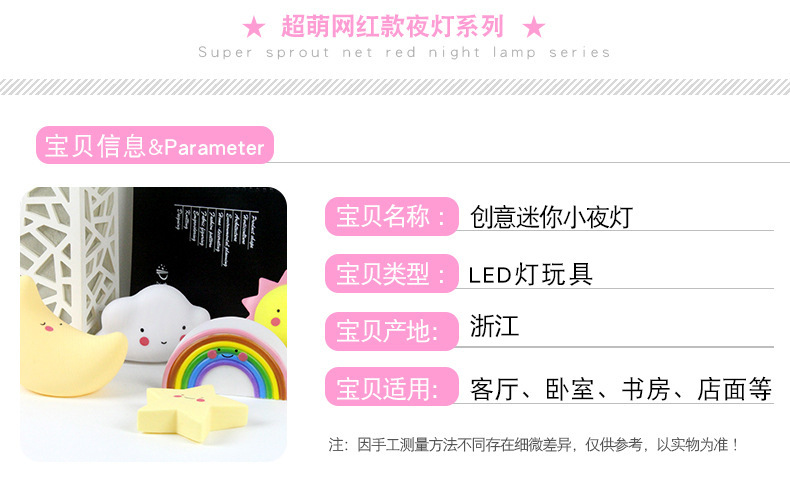 ★ 超萌网红款夜灯系列 ★
Super sprout net red night lamp series
宝贝信息&Parameter
宝贝名称： 创意迷你小夜灯
宝贝类型： LED灯玩具
宝贝产地: 浙江
宝贝适用: 客厅、卧室、书房、店面等
注：因手工测量方法不同存在细微差异，仅供参考，以实物为准！